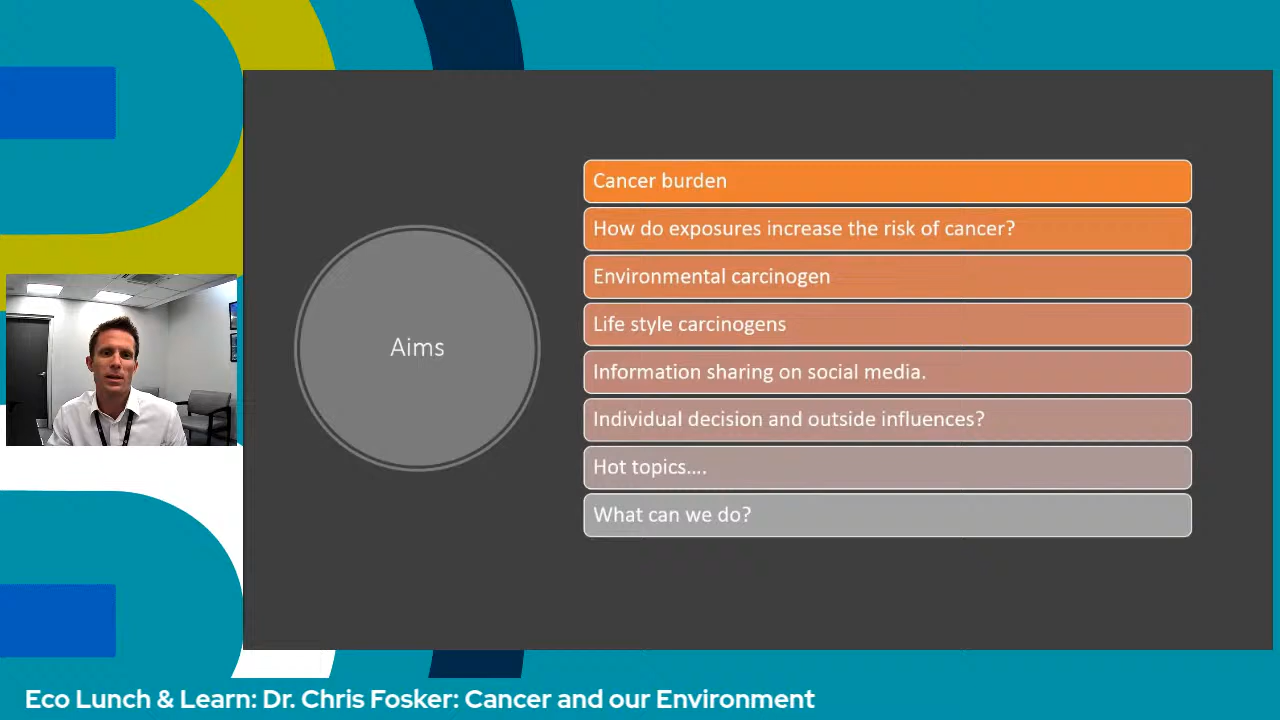 Aims
Cancer burden
How do exposures increase the risk of cancer?
Environmental carcinogen
Life style carcinogens
Information sharing on social media.
Individual decision and outside influences?
Hot topics….
What can we do?
Eco Lunch & Learn: Dr. Chris Fosker: Cancer and our Environment